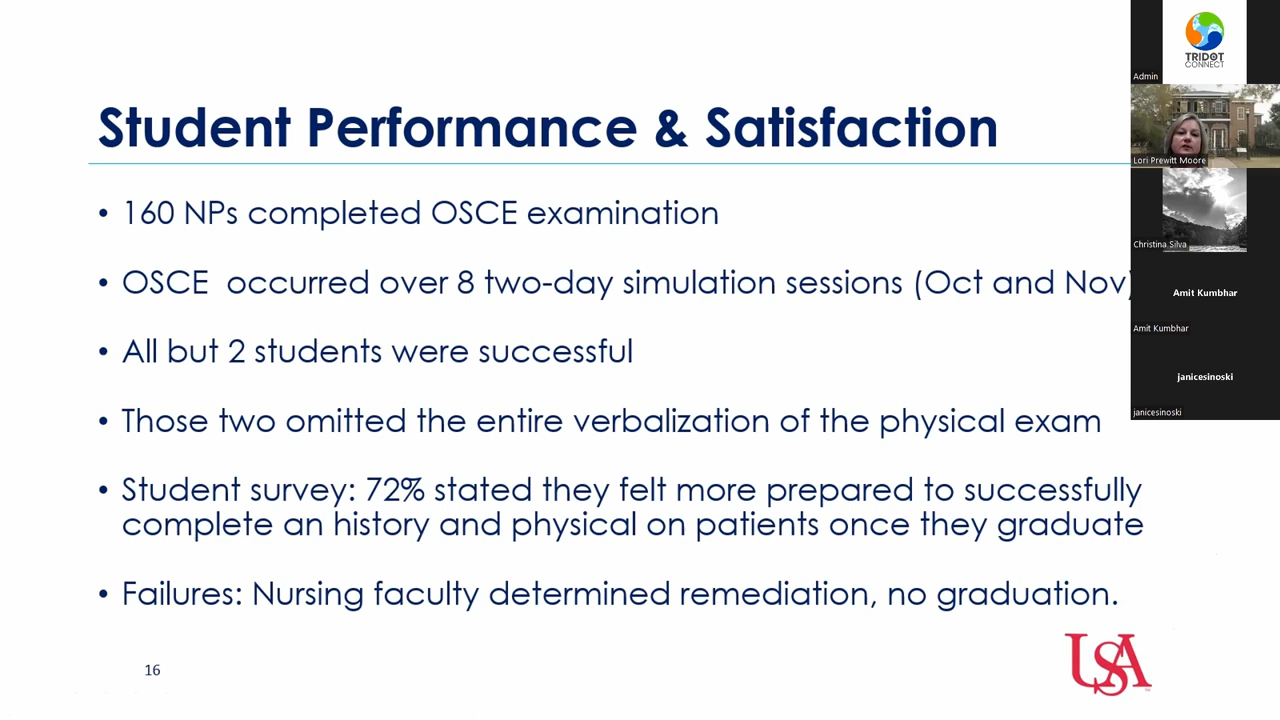 Student Performance & Satisfaction
• 160 NPs completed OSCE examination
• OSCE occurred over 8 two-day simulation sessions (Oct and Nov)
• All but 2 students were successful
• Those two omitted the entire verbalization of the physical exam
• Student survey: 72% stated they felt more prepared to successfully
complete an history and physical on patients once they graduate
• Failures: Nursing faculty determined remediation, no graduation.
16
USA
TRIDOT
CONNECT
Admin
Lori Prewitt Moore
Christina Silva
Amit Kumbhar
Amit Kumbhar
janicesinoski
janicesinoski